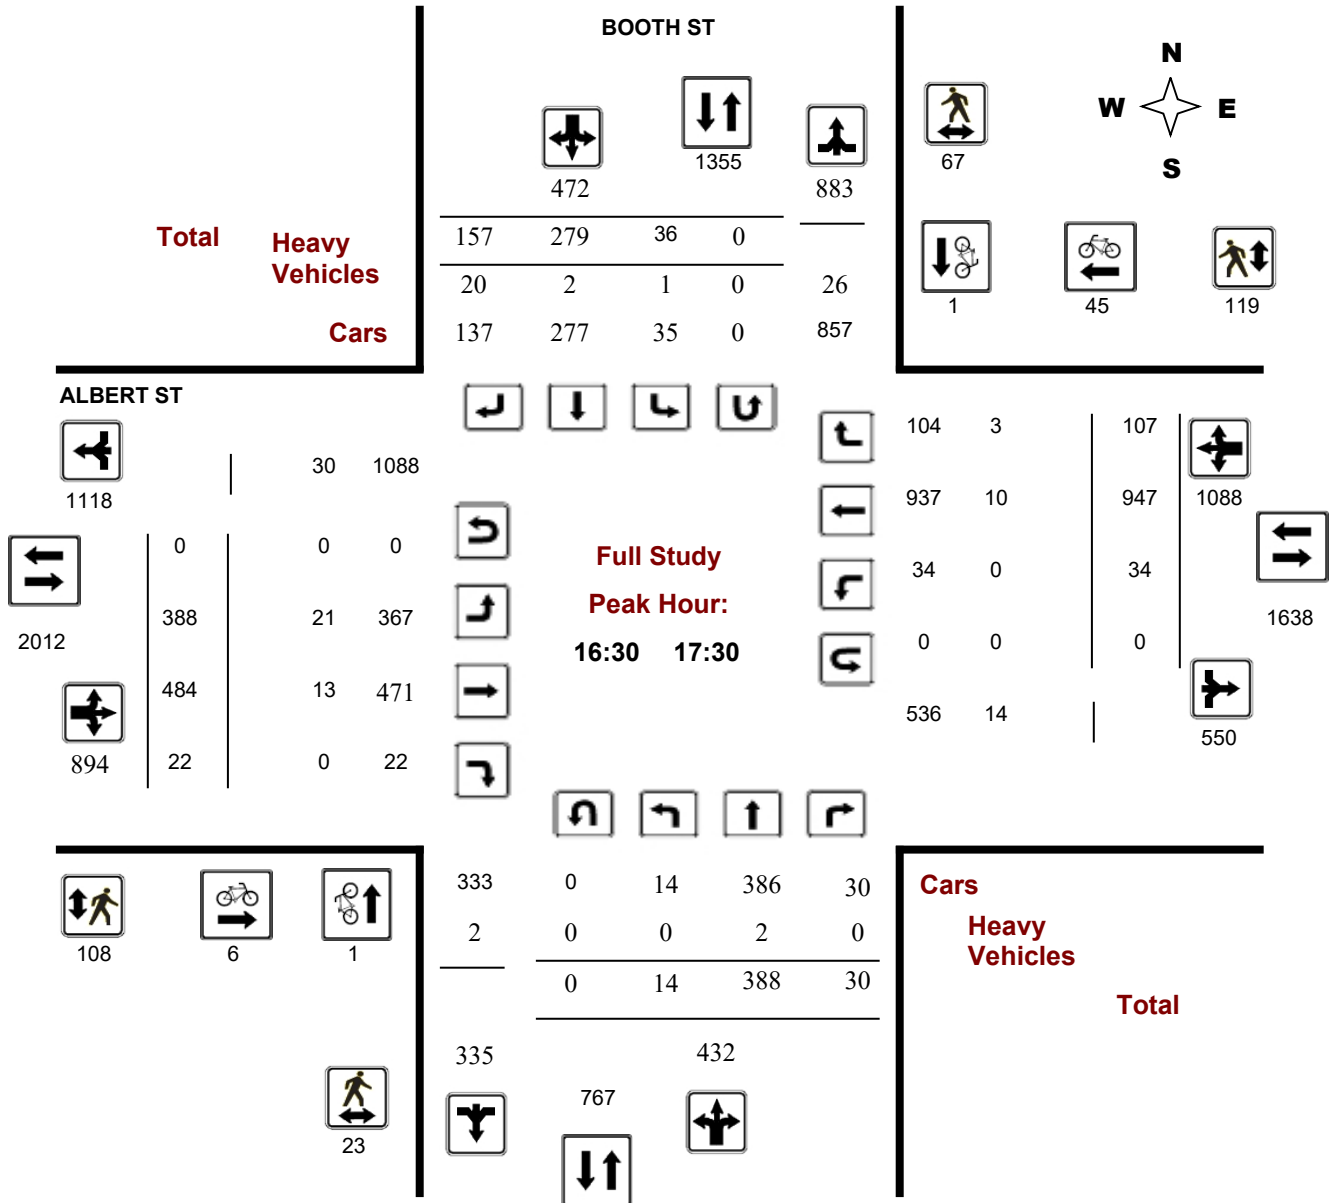 BOOTH ST
N
W E
S
1355
67
472
883
Total
Heavy
Vehicles
Cars
157 279 36 0
20 2 1 0 26
137 277 35 0 857
1 45 119
ALBERT ST
1118
30 1088
0 0 0
388 21 367
2012
484 13 471
894
22 0 22
Full Study
Peak Hour:
16:30 17:30
104 3 107
937 10 947
1088
34 0 34
1638
0 0 0
536 14
550
108 6 1
333 0 14 386 30
2 0 0 2 0
0 14 388 30
Cars
Heavy
Vehicles
Total
335
432
767
23